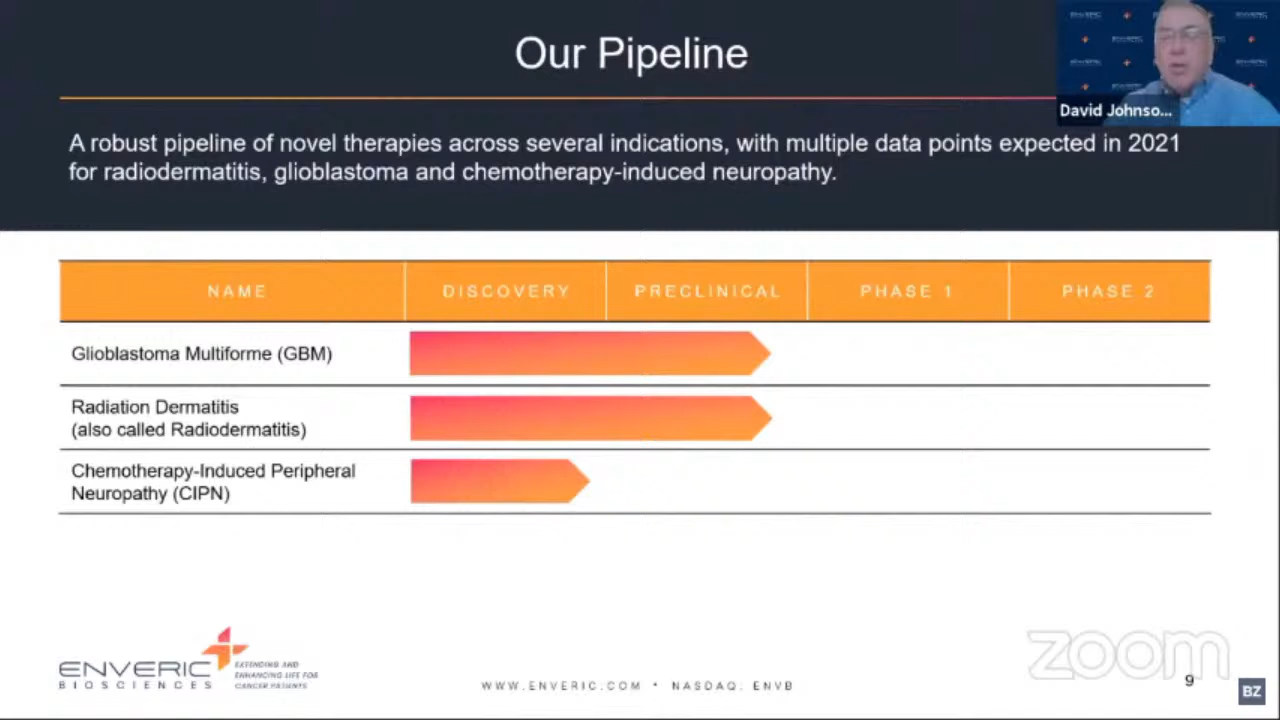 Our Pipeline
David Johnso...
A robust pipeline of novel therapies across several indications, with multiple data points expected in 2021
for radiodermatitis, glioblastoma and chemotherapy-induced neuropathy.
NAME DISCOVERY PRECLINICAL PHASE 1 PHASE 2
Glioblastoma Multiforme (GBM)
Radiation Dermatitis
(also called Radiodermatitis)
Chemotherapy-Induced Peripheral
Neuropathy (CIPN)
ENVERIC
BIOSCIENCES
EXTENDING AND
ENHANCING LIFE FOR
CANCER PATIENTS
WWW.ENVERIC.COM • NASDAQ: ENVB
zoom
9
BZ